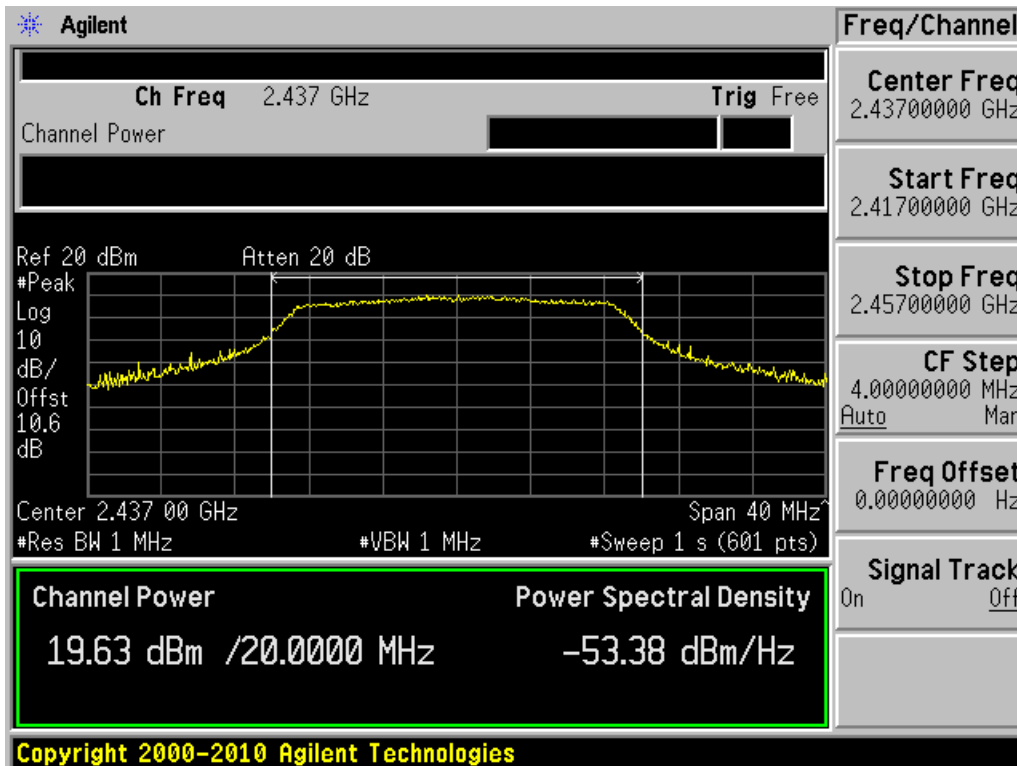 Agilent
Ch Freq 2.437 GHz Trig Free
Channel Power
Ref 20 dBm Atten 20 dB
#Peak
Log
10
dB/
Offst
10.6
dB
Center 2.437 00 GHz Span 40 MHz^
#Res BW 1 MHz #VBW 1 MHz #Sweep 1 s (601 pts)
Channel Power Power Spectral Density
19.63 dBm /20.0000 MHz -53.38 dBm/Hz
Copyright 2000-2010 Agilent Technologies
Freq/Channel
Center Freq
2.43700000 GHz
Start Freq
2.41700000 GHz
Stop Freq
2.45700000 GHz
CF Step
4.00000000 MHz
Auto Man
Freq Offset
0.00000000 Hz
Signal Track
On Off